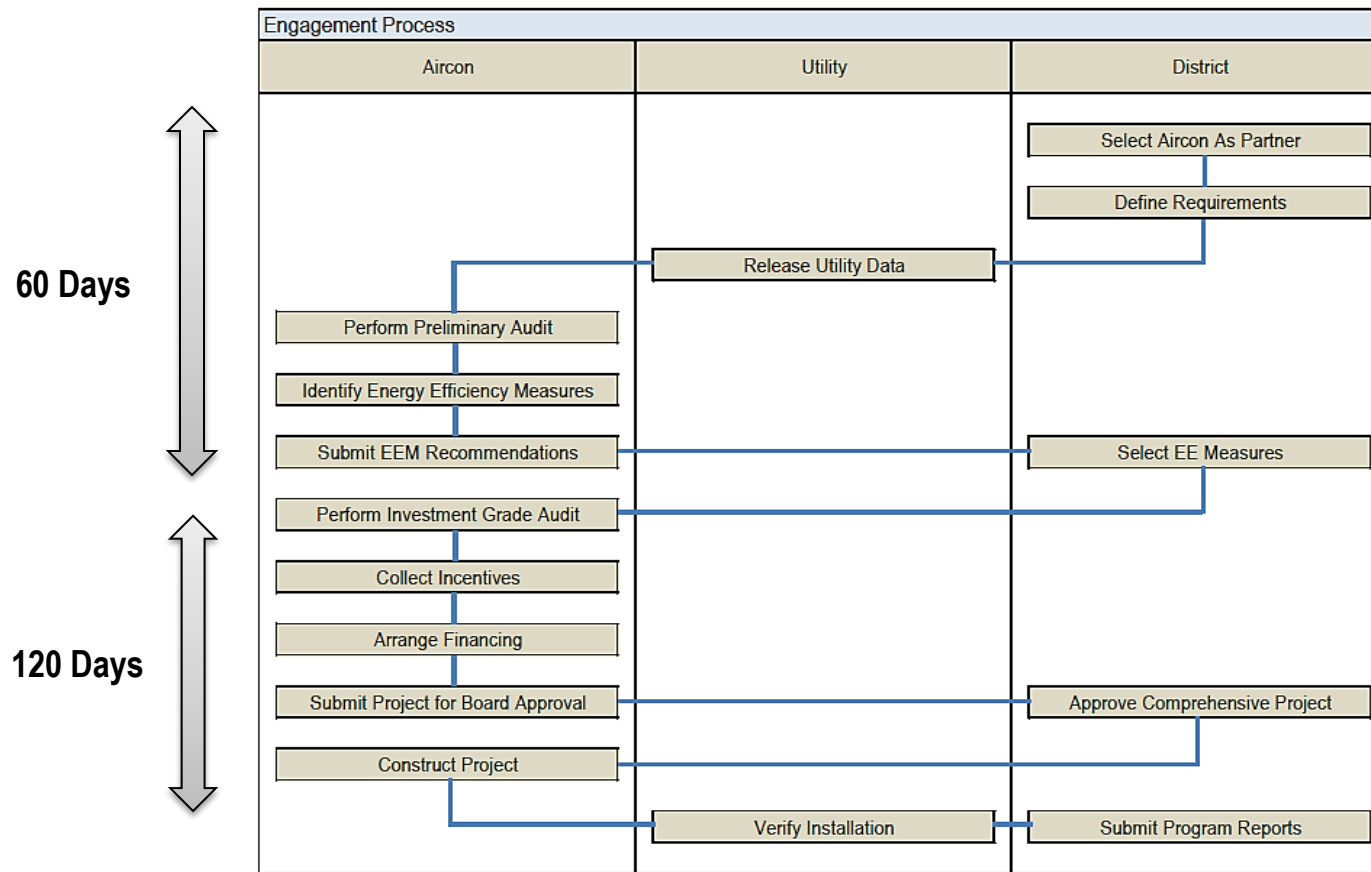 Engagement Process
Aircon
Utility
District
Select Aircon As Partner
Define Requirements
Release Utility Data
60 Days
Perform Preliminary Audit
Identify Energy Efficiency Measures
Submit EEM Recommendations
Select EE Measures
Perform Investment Grade Audit
Collect Incentives
Arrange Financing
120 Days
Submit Project for Board Approval
Approve Comprehensive Project
Construct Project
Verify Installation
Submit Program Reports